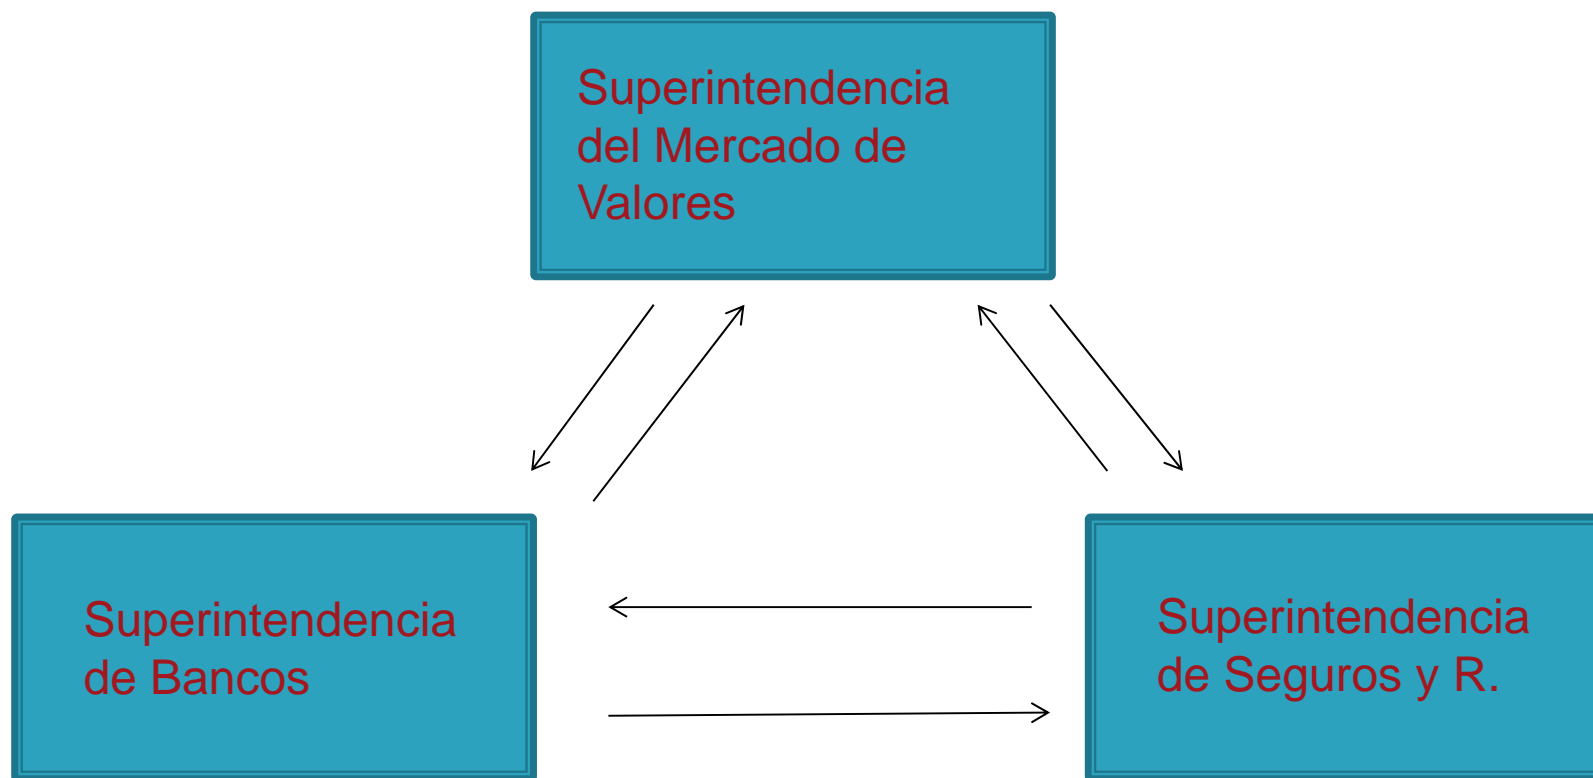 Superintendencia
del Mercado de
Valores
Superintendencia
de Bancos
Superintendencia
de Seguros y R.